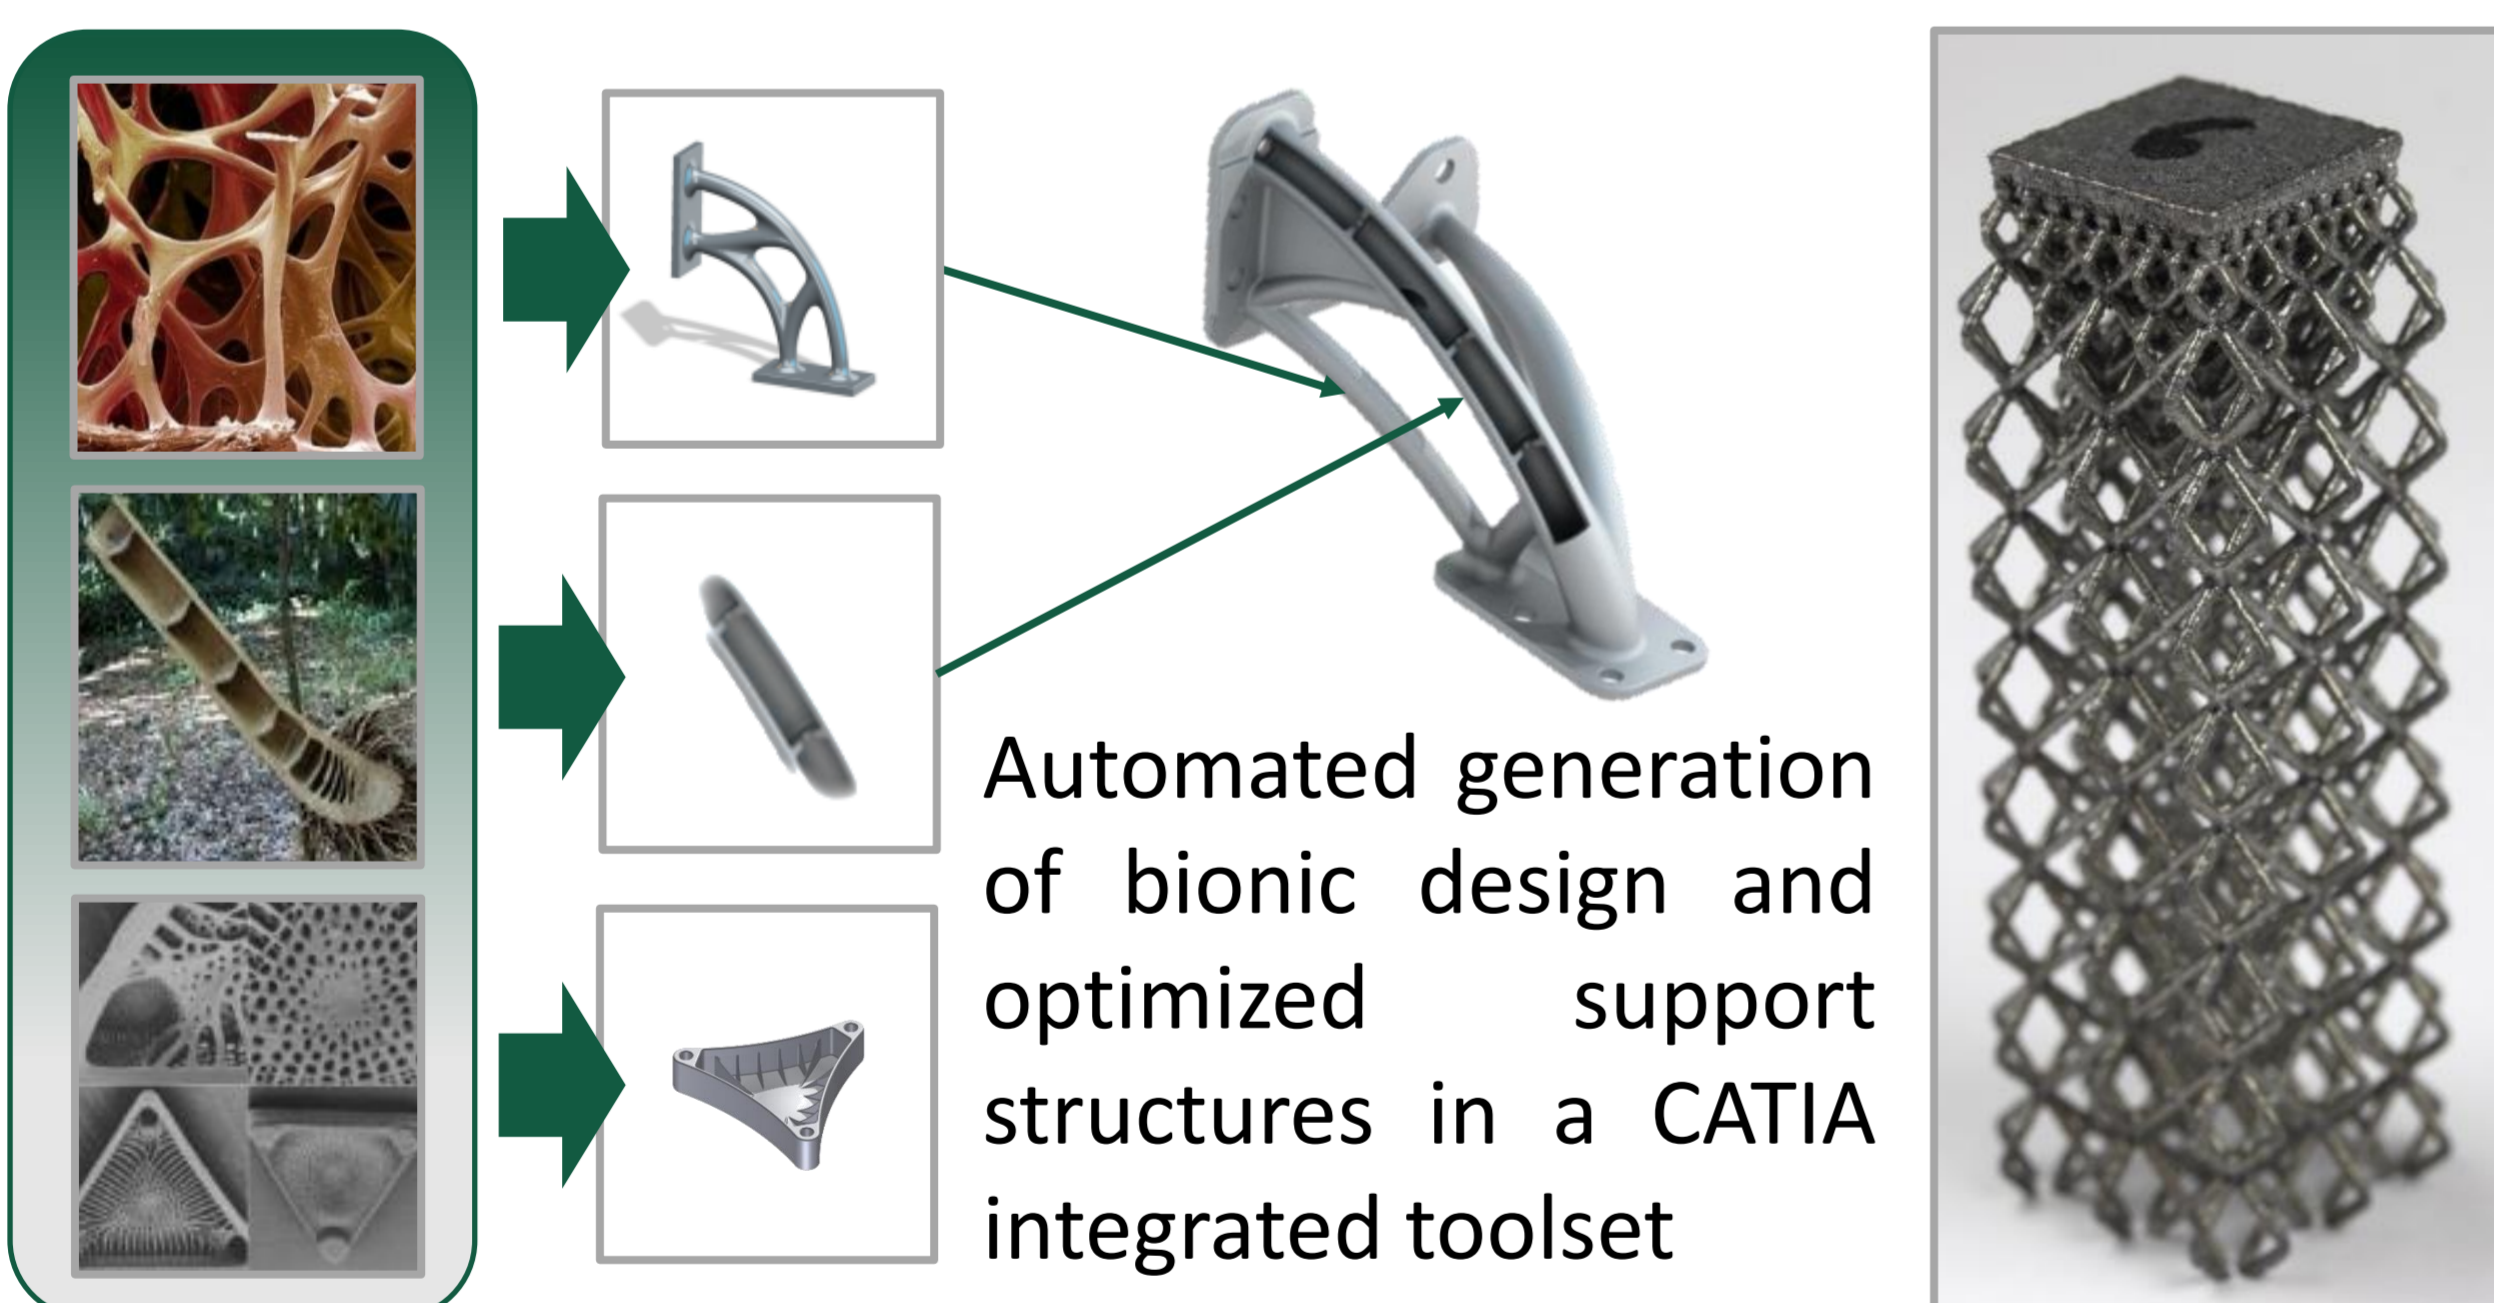 Automated generation
of bionic design and
optimized support
structures in a CATIA
integrated toolset